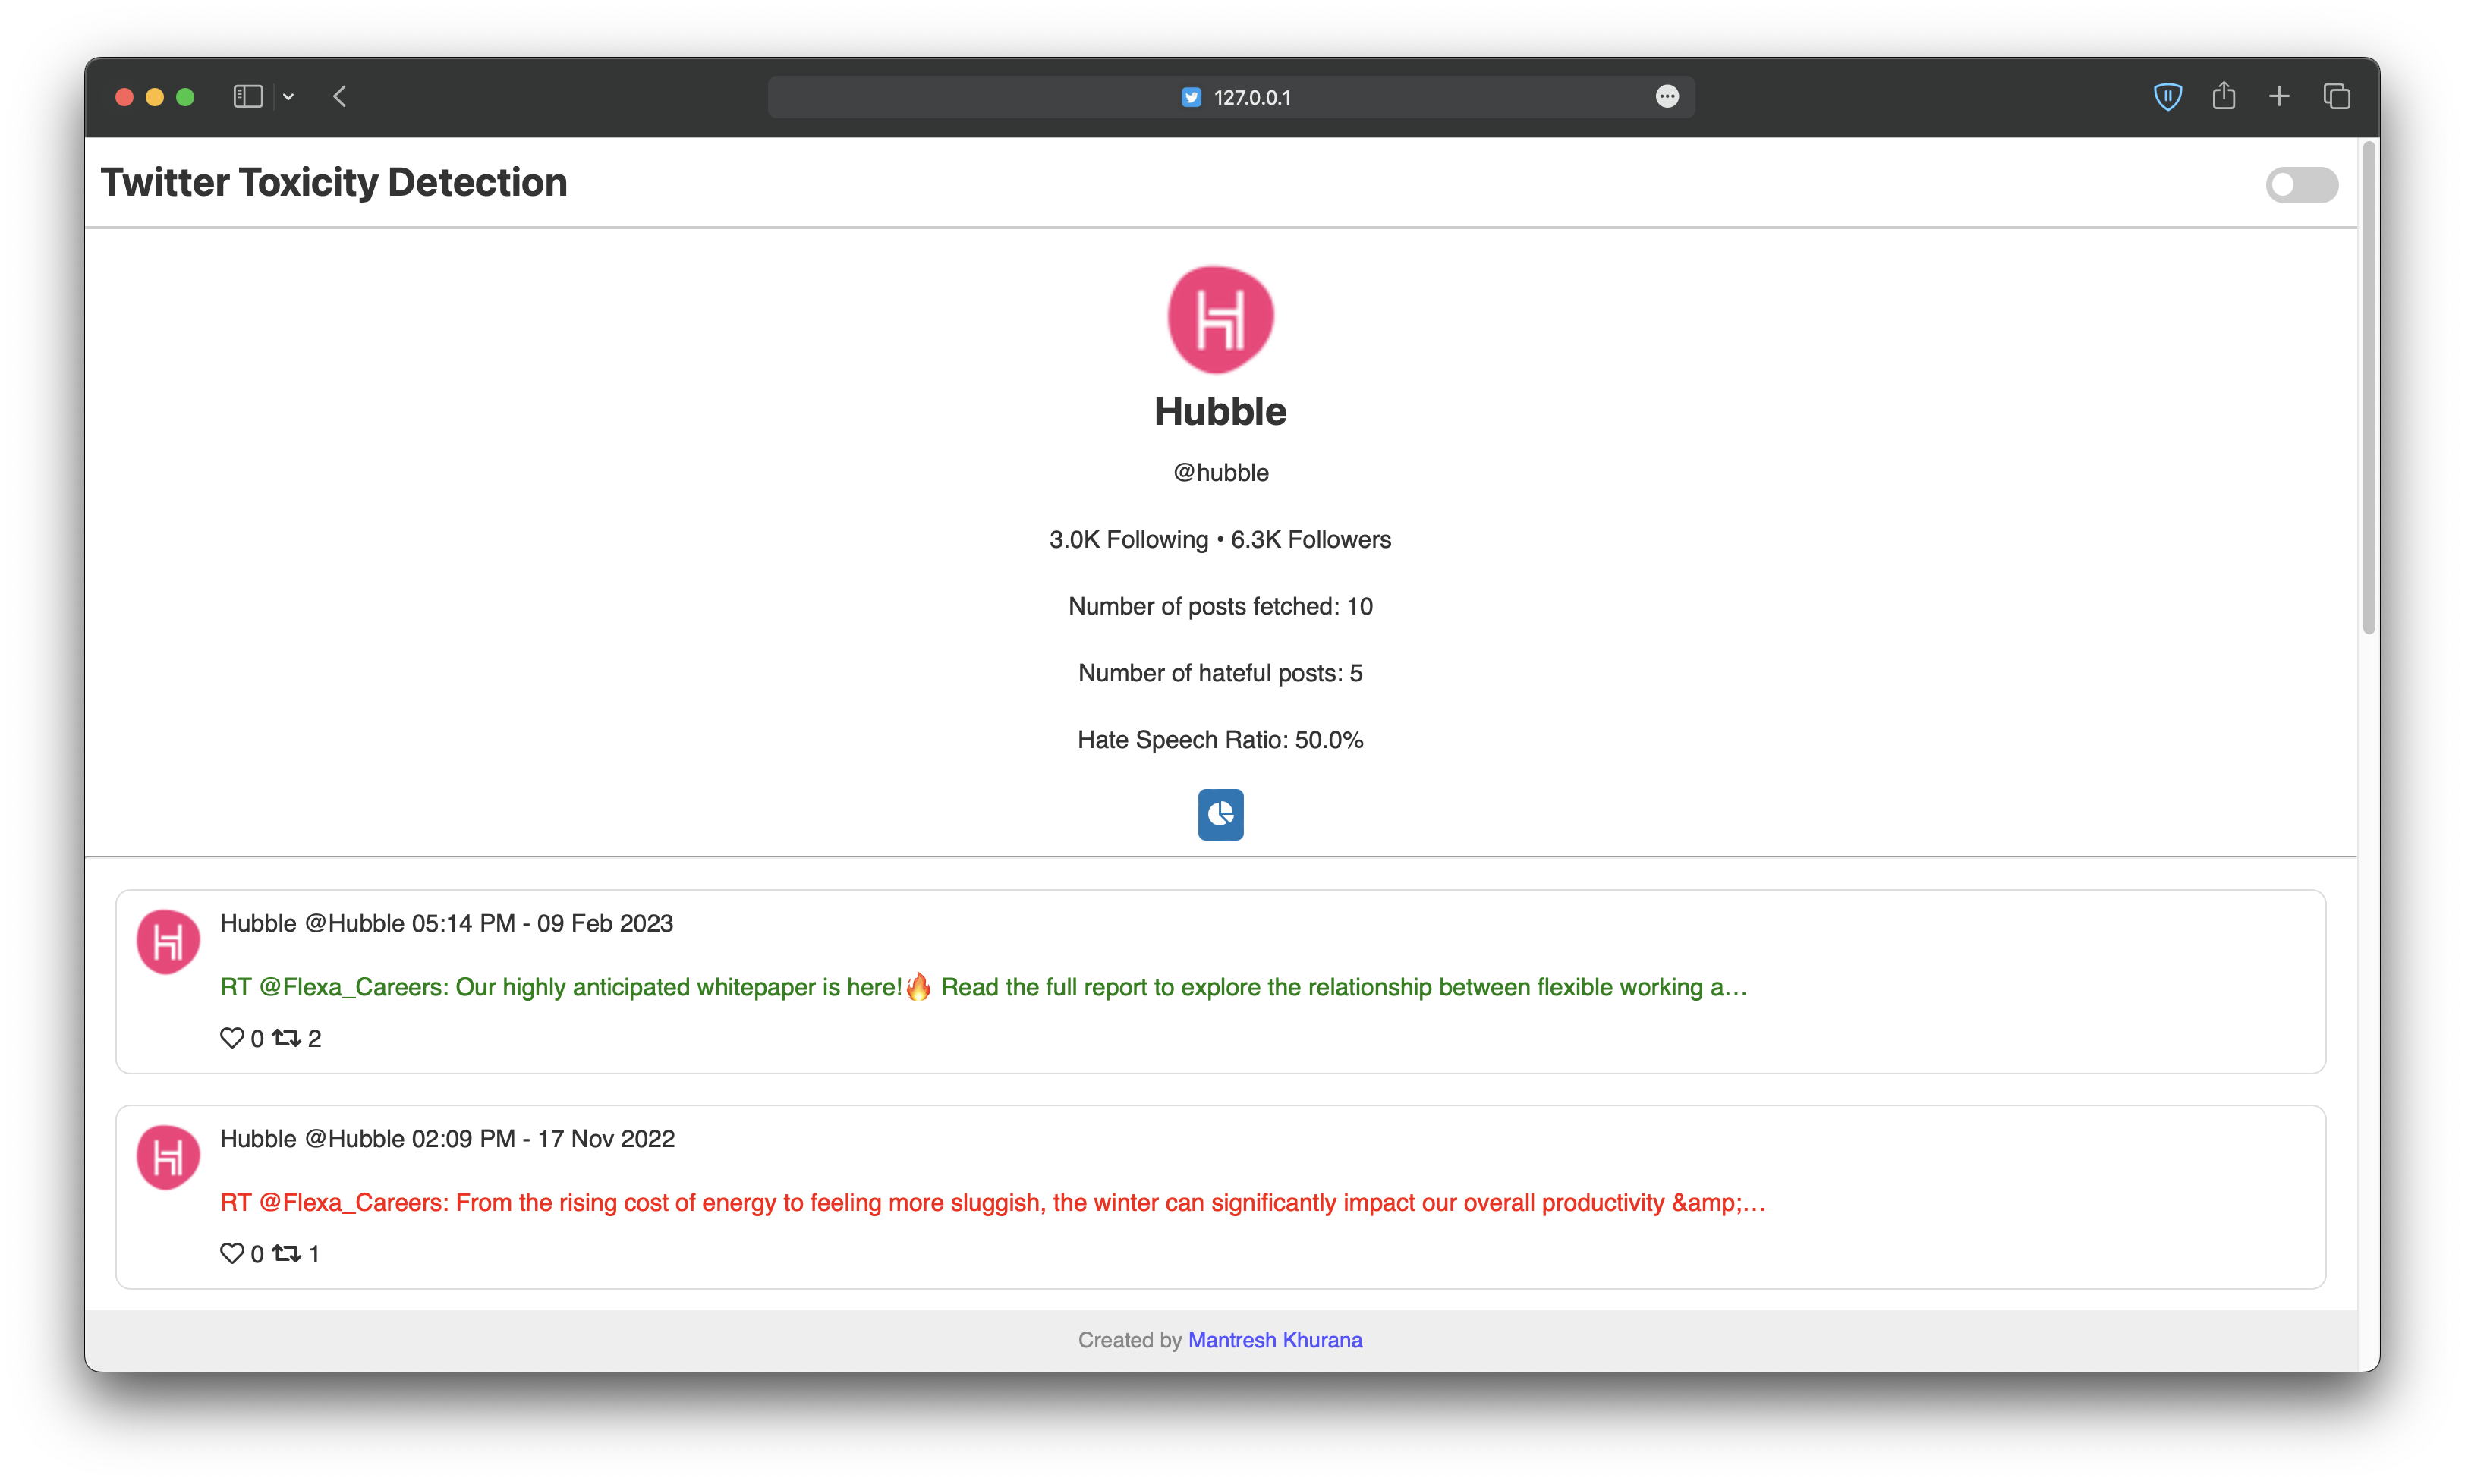 127.0.0.1
Twitter Toxicity Detection
Hubble
@hubble
3.0K Following • 6.3K Followers
Number of posts fetched: 10
Number of hateful posts: 5
Hate Speech Ratio: 50.0%
Hubble @Hubble 05:14 PM - 09 Feb 2023
RT @Flexa_Careers: Our highly anticipated whitepaper is here!🔥 Read the full report to explore the relationship between flexible working a…
0 2
Hubble @Hubble 02:09 PM - 17 Nov 2022
RT @Flexa_Careers: From the rising cost of energy to feeling more sluggish, the winter can significantly impact our overall productivity &amp;…
0 1
Created by Mantresh Khurana